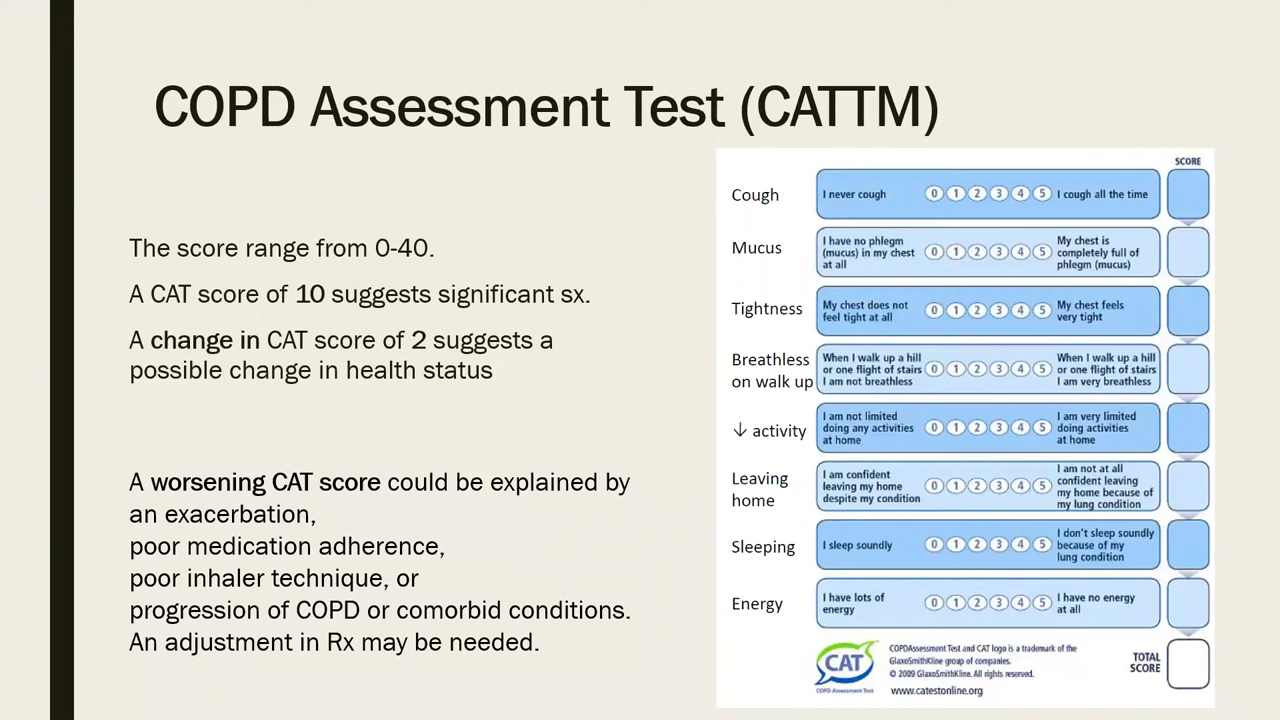 COPD Assessment Test (CATTM)
The score range from 0-40.
A CAT score of 10 suggests significant sx.
A change in CAT score of 2 suggests a
possible change in health status
A worsening CAT score could be explained by
an exacerbation,
poor medication adherence,
poor inhaler technique, or
progression of COPD or comorbid conditions.
An adjustment in Rx may be needed.
SCORE
Cough
I never cough
0 1 2 3 4 5
I cough all the time
Mucus
I have no phlegm
(mucus) in my chest
at all
0 1 2 3 4 5
My chest is
completely full of
phlegm (mucus)
Tightness
My chest does not
feel tight at all
0 1 2 3 4 5
My chest feels
very tight
Breathless
on walk up
When I walk up a hill
or one flight of stairs
I am not breathless
0 1 2 3 4 5
When I walk up a hill
or one flight of stairs
I am very breathless
↓ activity
I am not limited
doing any activities
at home
0 1 2 3 4 5
I am very limited
doing activities
at home
Leaving
home
I am confident
leaving my home
despite my condition
0 1 2 3 4 5
I am not at all
confident leaving
my home because of
my lung condition
Sleeping
I sleep soundly
0 1 2 3 4 5
I don't sleep soundly
because of my
lung condition
Energy
I have lots of
energy
0 1 2 3 4 5
I have no energy
at all
CAT
COPD Assessment Test
COPDAssessment Test and CAT logo is a trademark of the
GlaxoSmithKline group of companies.
© 2009 GlaxoSmithKline. All rights reserved.
www.catestonline.org
TOTAL
SCORE